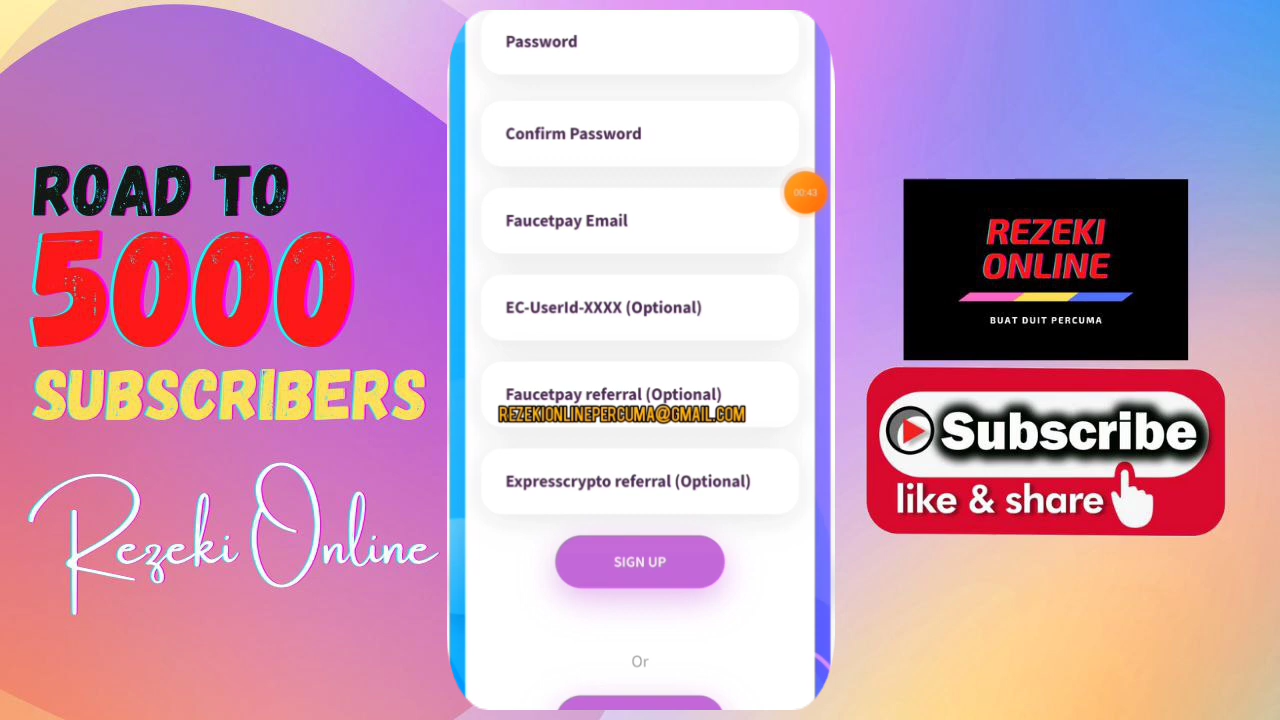 ROAD TO
5000
SUBSCRIBERS
Rezeki Online
Password
Confirm Password
00:43
Faucetpay Email
EC-UserId-XXXX (Optional)
Faucetpay referral (Optional)
REZEKIONLINEPERCUMA@GMAIL.COM
Expresscrypto referral (Optional)
SIGN UP
Or
REZEKI
ONLINE
BUAT DUIT PERCUMA
Subscribe
like & share